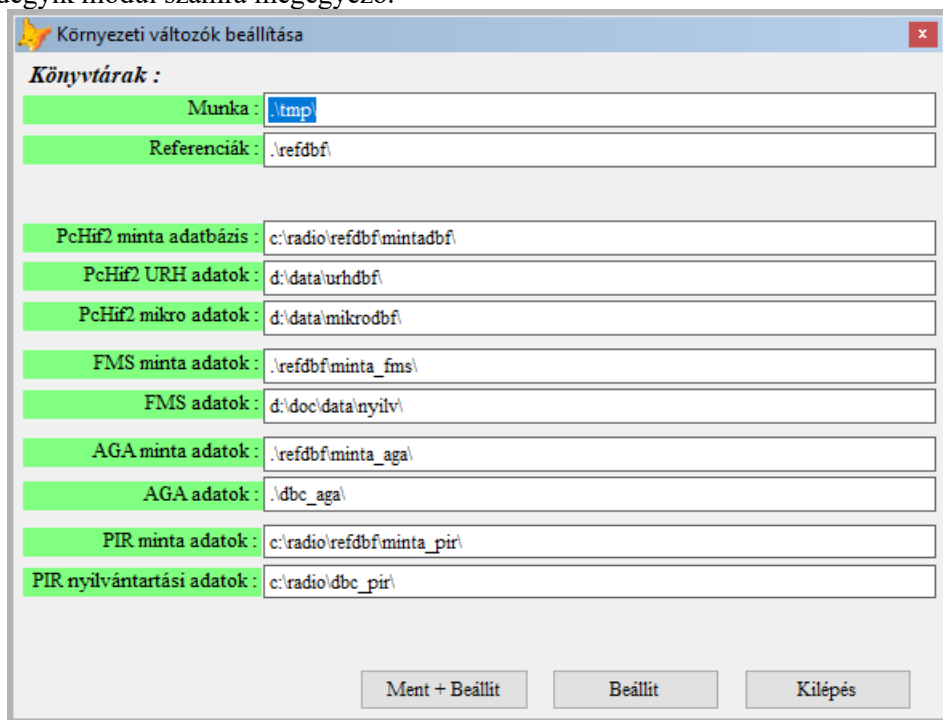 modul számra megegyező.
Környezeti változók beállítása
x
Könyvtárak :
Munka : .\tmp\
Referenciák : .\refdbf\
PcHif2 minta adatbázis : c:\radio\refdbf\mintadbf\
PcHif2 URH adatok : d:\data\urhdbf\
PcHif2 mikro adatok : d:\data\mikrodbf\
FMS minta adatok : .\refdbf\minta_fms\
FMS adatok : d:\doc\data\nyilv\
AGA minta adatok : .\refdbf\minta_aga\
AGA adatok : .\dbc_aga\
PIR minta adatok : c:\radio\refdbf\minta_pir\
PIR nyilvántartási adatok : c:\radio\dbc_pir\
Ment + Beállít Beállít Kilépés